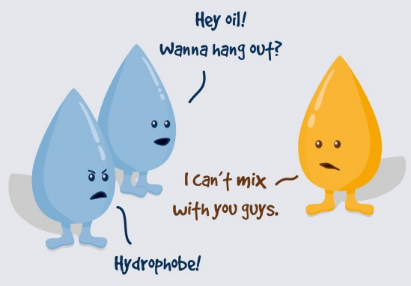 Hey oil!
Wanna hang out?
I can't mix
with you guys.
Hydrophobe!